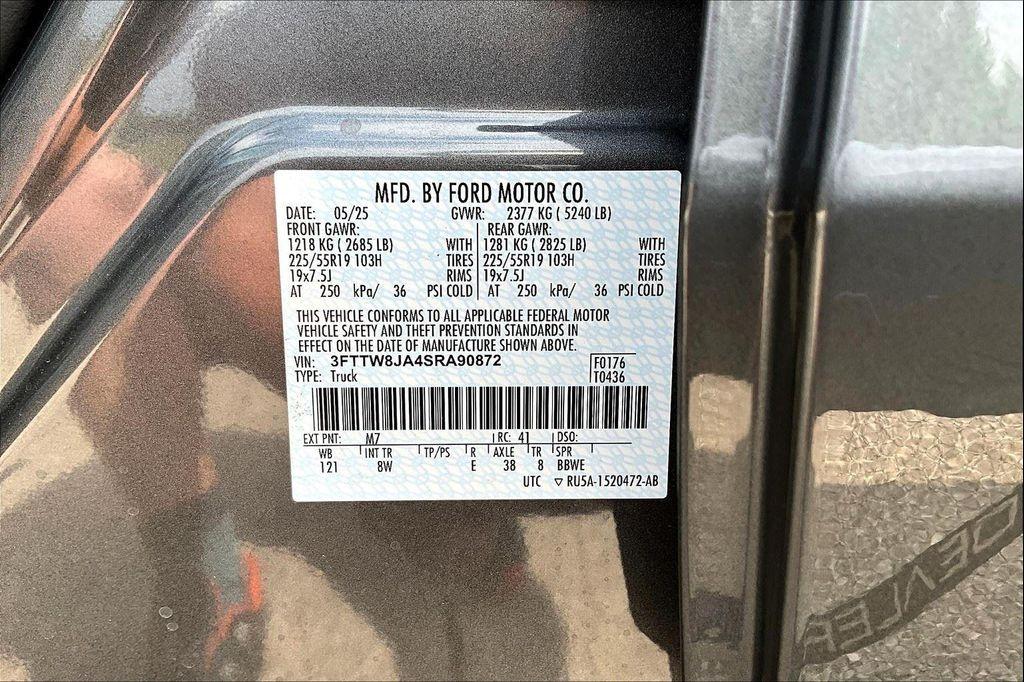 MFD. BY FORD MOTOR CO.
DATE: 05/25 GVWR: 2377 KG ( 5240 LB)
FRONT GAWR: REAR GAWR:
1218 KG ( 2685 LB) WITH 1281 KG ( 2825 LB) WITH
225/55R19 103H TIRES 225/55R19 103H TIRES
19x7.5J RIMS 19x7.5J RIMS
AT 250 kPa/ 36 PSI COLD AT 250 kPa/ 36 PSI COLD
THIS VEHICLE CONFORMS TO ALL APPLICABLE FEDERAL MOTOR
VEHICLE SAFETY AND THEFT PREVENTION STANDARDS IN
EFFECT ON THE DATE OF MANUFACTURE SHOWN ABOVE.
VIN: 3FTTW8JA4SRA90872 F0176
TYPE: Truck T0436
EXT PNT: M7 RC: 41 DSO:
WB INT TR TP/PS R AXLE TR SPR
121 8W E 38 8 BBWE
UTC ▽ RU5A-1520472-AB